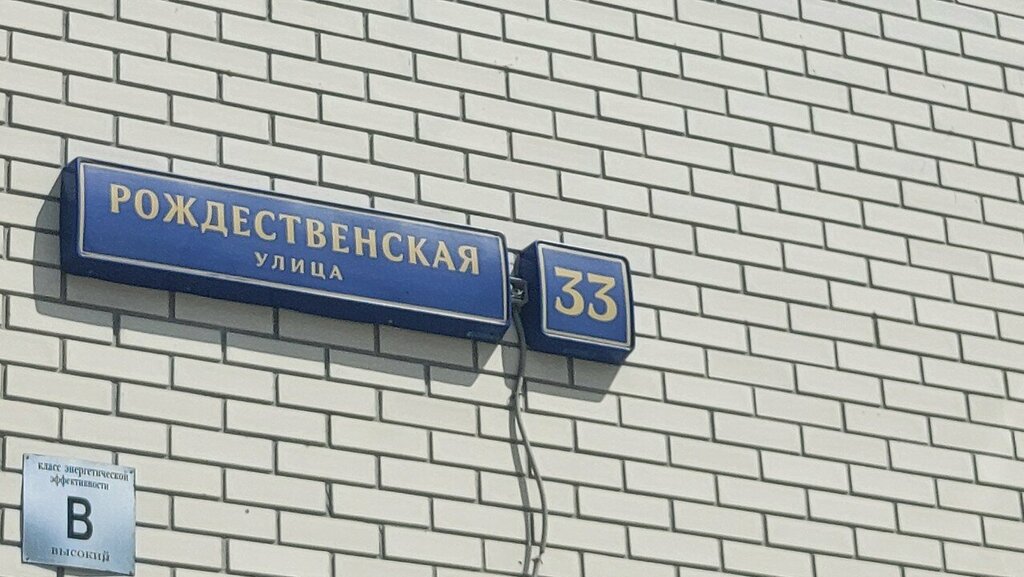 РОЖДЕСТВЕНСКАЯ
УЛИЦА
33
класс энергетической
эффективности
В
высокий